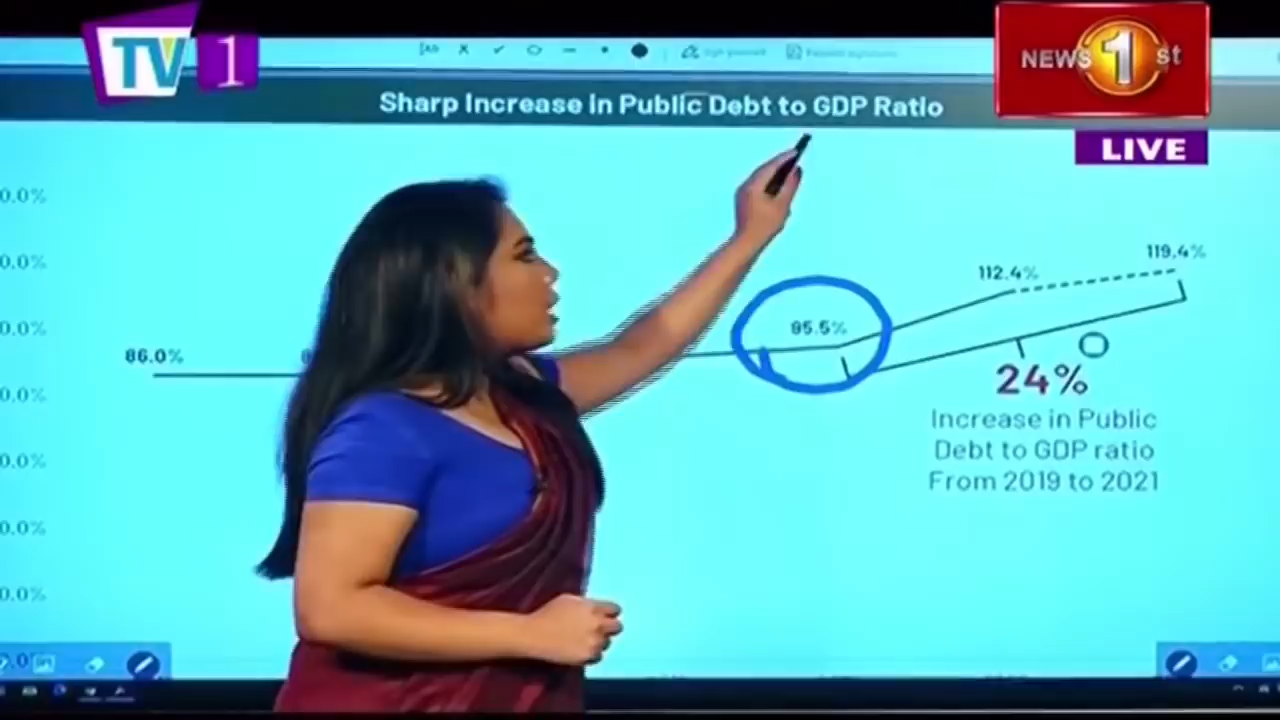 TV 1
NEWS 1st
LIVE
Sharp Increase in Public Debt to GDP Ratio
0.0%
0.0%
0.0%
0.0%
0.0%
0.0%
0.0%
86.0%
95.5%
112.4%
119.4%
24%
Increase in Public
Debt to GDP ratio
From 2019 to 2021